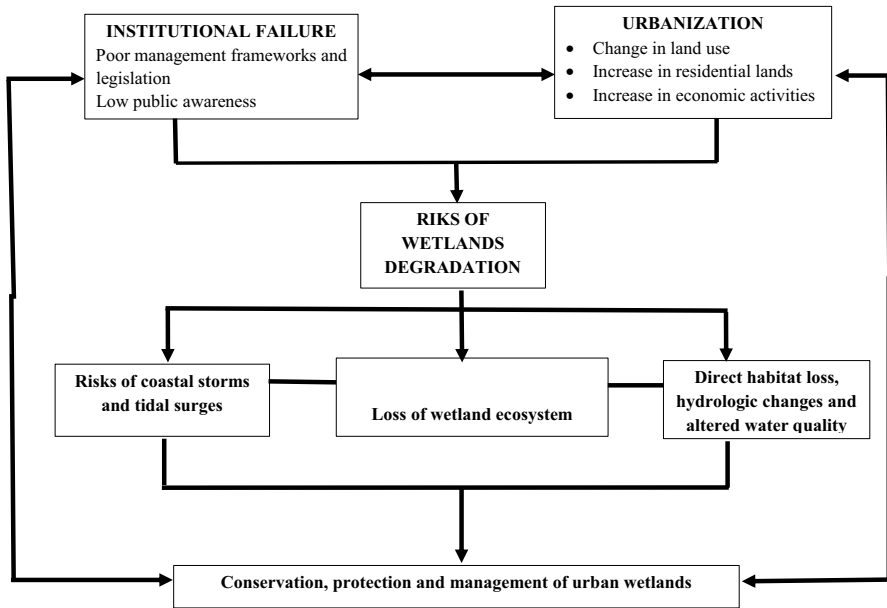 INSTITUTIONAL FAILURE
Poor management frameworks and
legislation
Low public awareness
URBANIZATION
• Change in land use
• Increase in residential lands
• Increase in economic activities
RIKS OF
WETLANDS
DEGRADATION
Risks of coastal storms
and tidal surges
Loss of wetland ecosystem
Direct habitat loss,
hydrologic changes and
altered water quality
Conservation, protection and management of urban wetlands